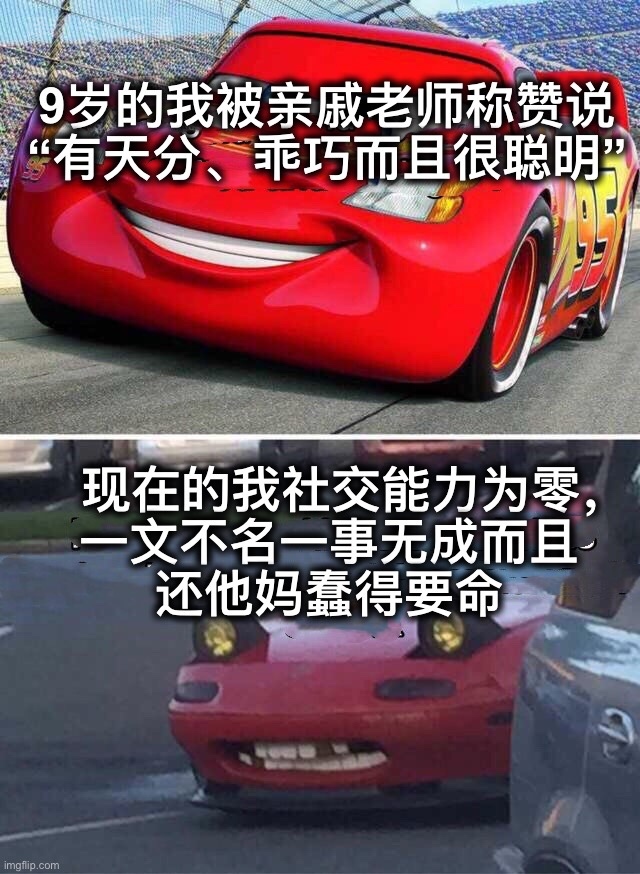 9岁的我被亲戚老师称赞说
“有天分、乖巧而且很聪明”
95
95
现在的我社交能力为零，
一文不名一事无成而且
还他妈蠢得要命
imgflip.com